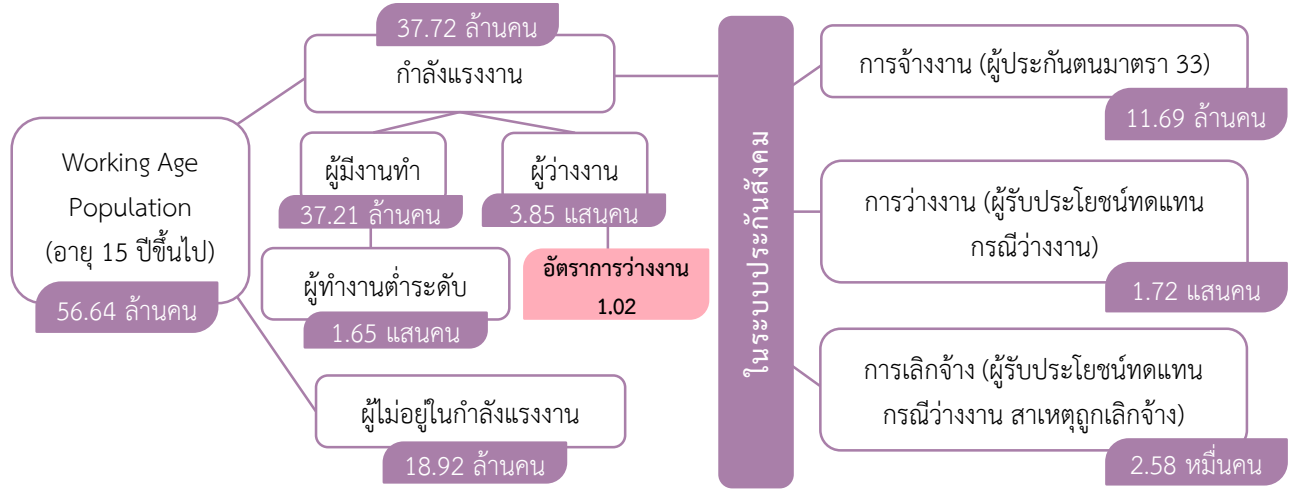 Working Age
Population
(อายุ 15 ปีขึ้นไป)
56.64 ล้านคน
37.72 ล้านคน
กำลังแรงงาน
ผู้มีงานทำ
37.21 ล้านคน
ผู้ว่างงาน
3.85 แสนคน
ผู้ทำงานต่ำระดับ
1.65 แสนคน
อัตราการว่างงาน
1.02
ผู้ไม่อยู่ในกำลังแรงงาน
18.92 ล้านคน
ในระบบประกันสังคม
การจ้างงาน (ผู้ประกันตนมาตรา 33)
11.69 ล้านคน
การว่างงาน (ผู้รับประโยชน์ทดแทน
กรณีว่างงาน)
1.72 แสนคน
การเลิกจ้าง (ผู้รับประโยชน์ทดแทน
กรณีว่างงาน สาเหตุถูกเลิกจ้าง)
2.58 หมื่นคน